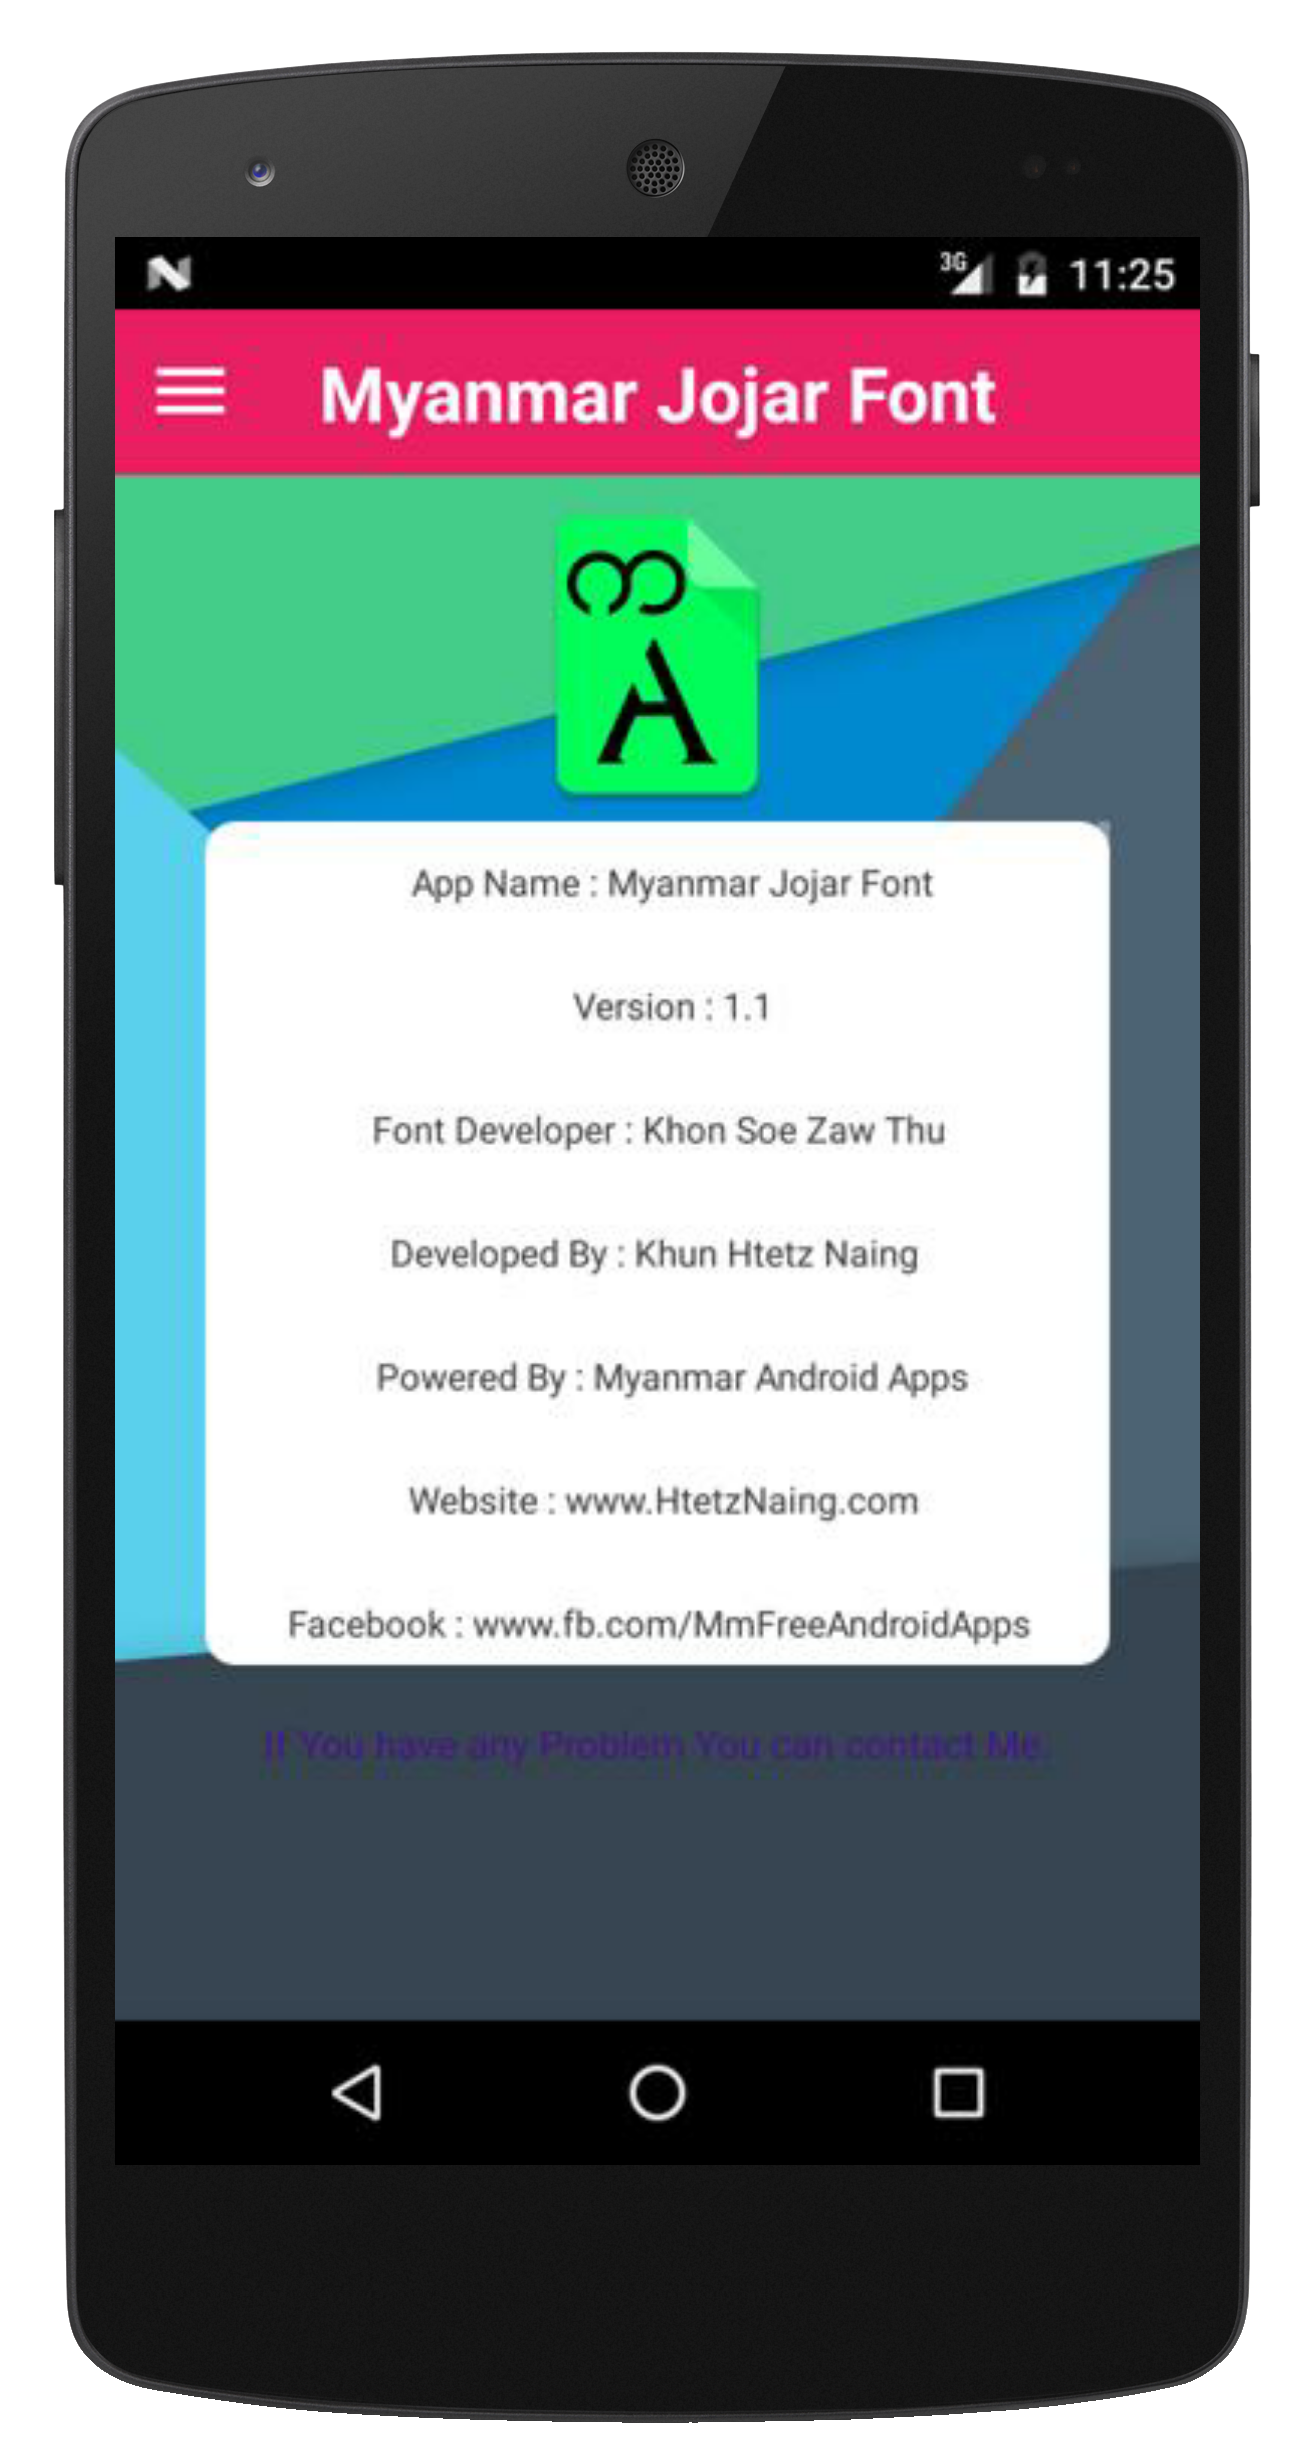 3G 11:25
Myanmar Jojar Font
အ
A
App Name : Myanmar Jojar Font
Version : 1.1
Font Developer : Khon Soe Zaw Thu
Developed By : Khun Htetz Naing
Powered By : Myanmar Android Apps
Website : www.HtetzNaing.com
Facebook : www.fb.com/MmFreeAndroidApps
If You have any Problem You can contact Me.